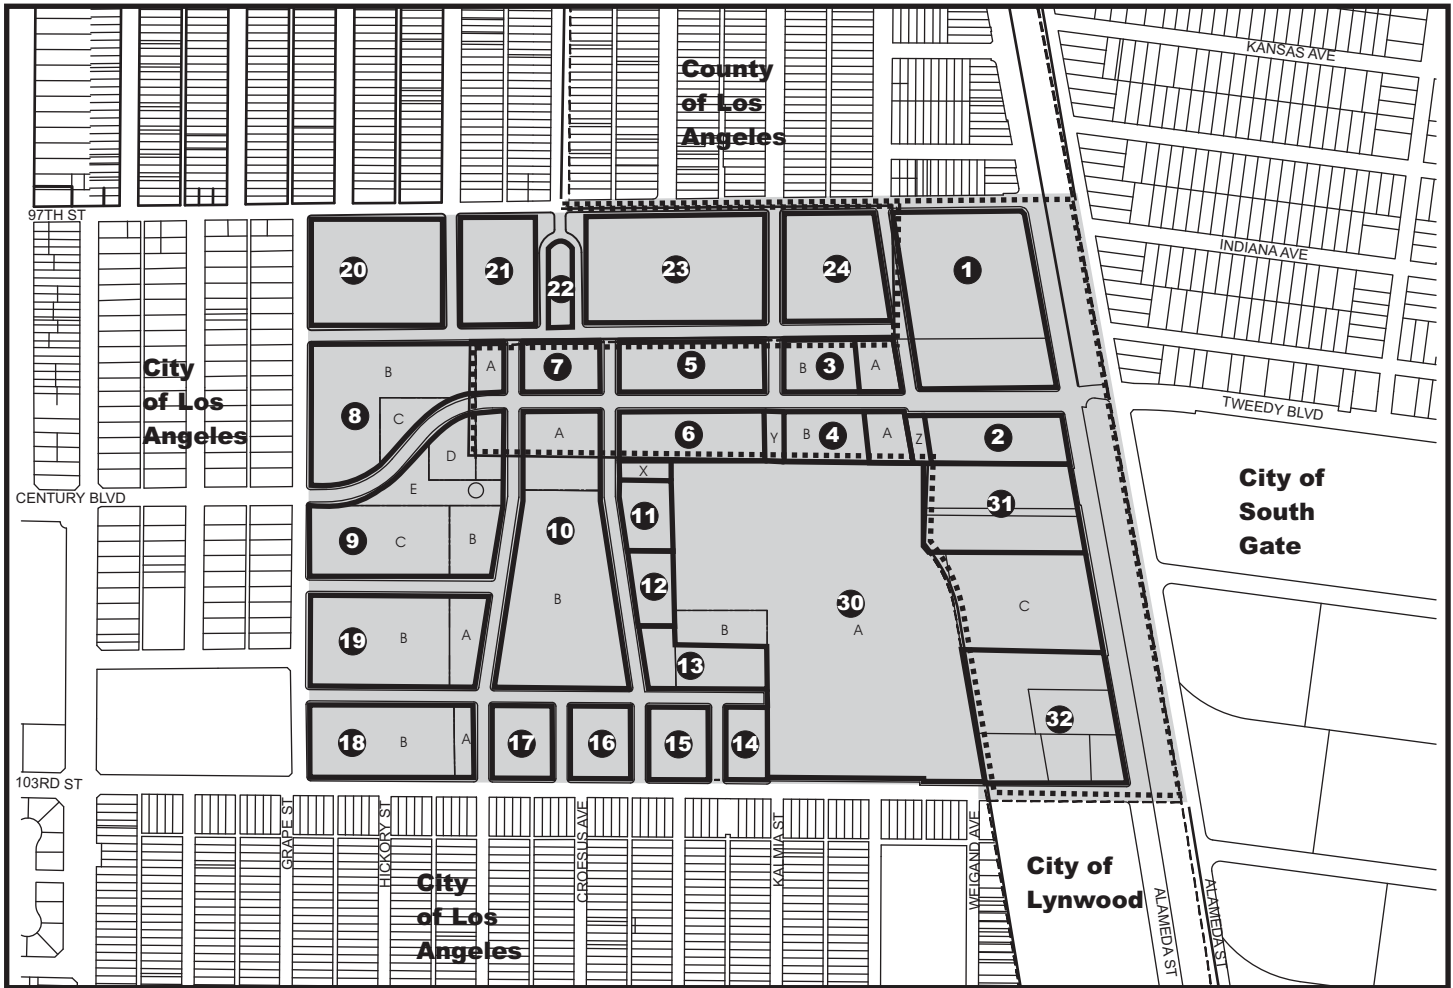 KANSAS AVE
County
of Los
Angeles
97TH ST
INDIANA AVE
20
21
22
23
24
1
City
of Los
Angeles
B
A
7
5
B
3
A
8
C
TWEEDY BLVD
A
6
Y
B
4
A
Z
2
D
X
CENTURY BLVD
E
City of
South
Gate
31
11
10
9
C
B
12
B
30
A
C
B
19
B
A
13
32
18
B
A
17
16
15
14
103RD ST
GRAPE ST
HICKORY ST
CROESUS AVE
KALMIA ST
WEIGAND AVE
City
of Los
Angeles
City of
Lynwood
ALAMEDA ST
ALAMEDA ST